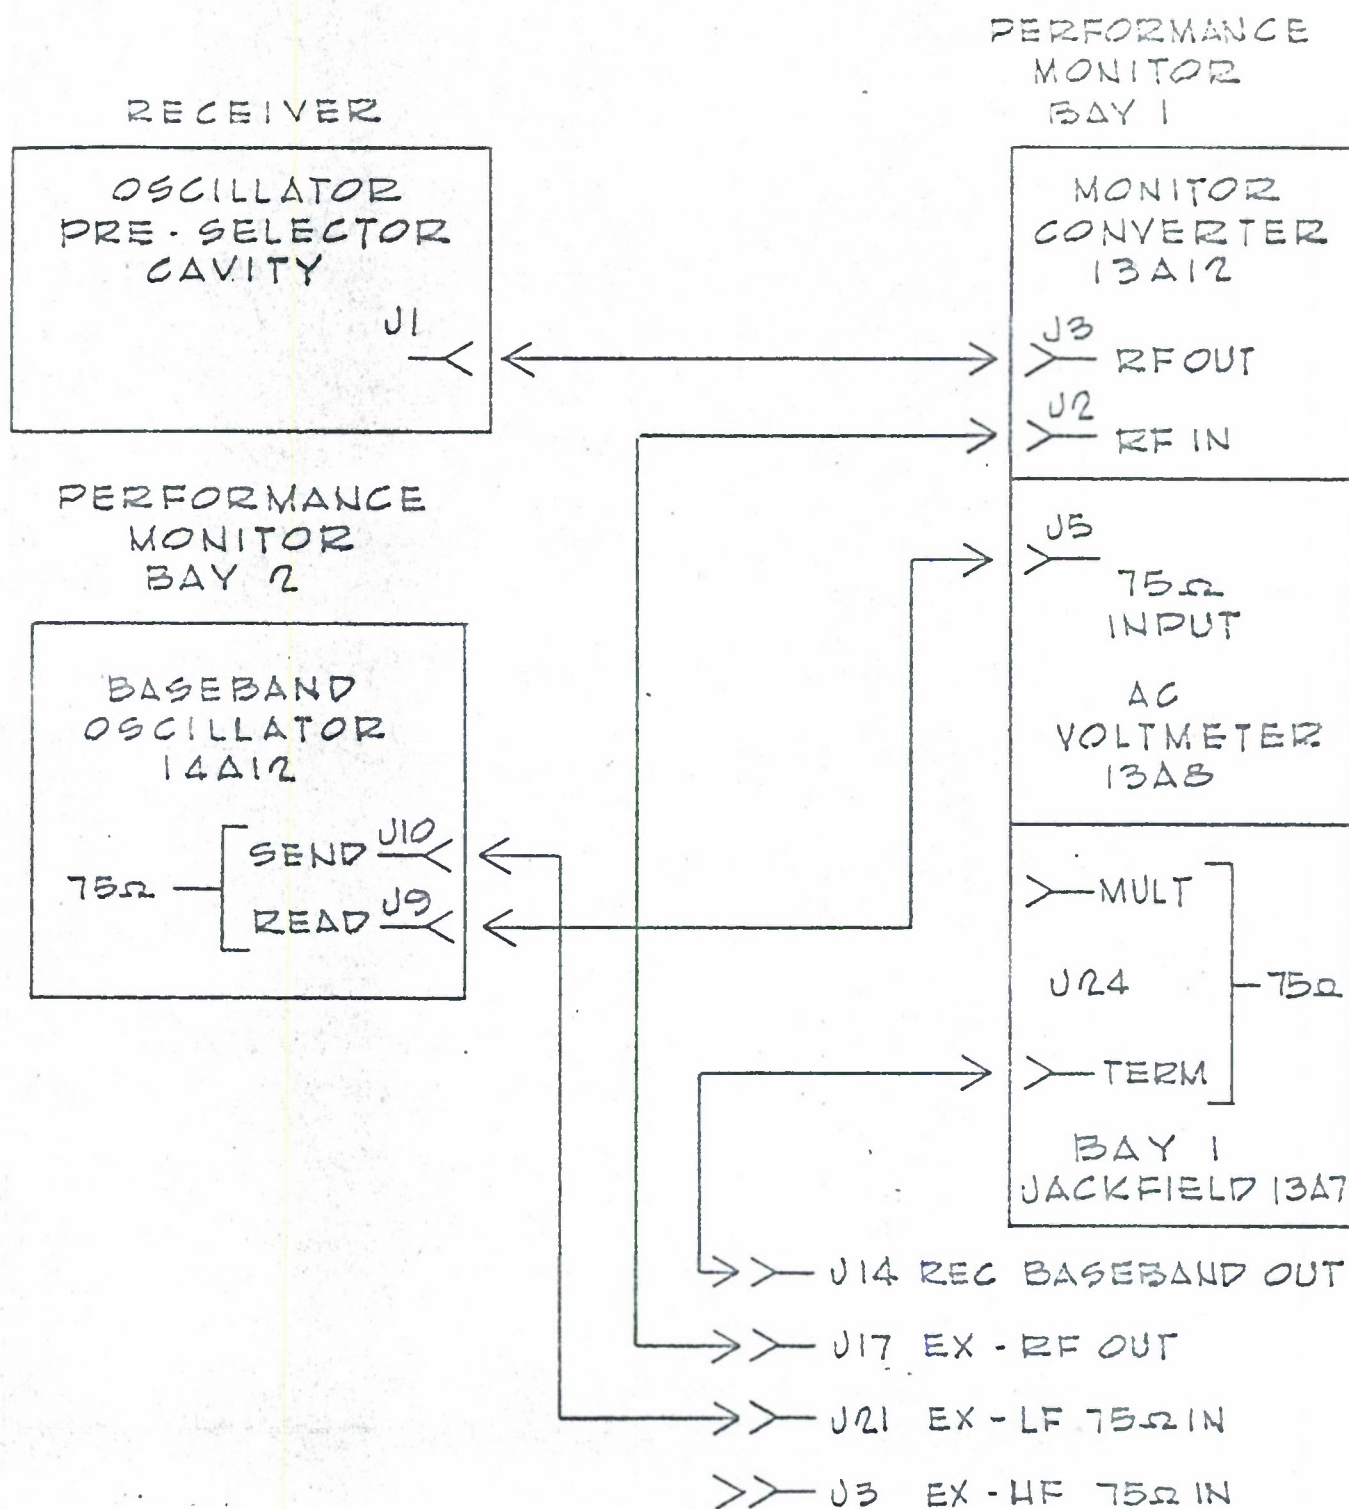 RECEIVER
OSCILLATOR
PRE-SELECTOR
CAVITY
J1
PERFORMANCE
MONITOR
BAY 1
MONITOR
CONVERTER
13A12
J3
RF OUT
J2
RF IN
J5
75Ω
INPUT
AC
VOLTMETER
13A8
MULT
J24
75Ω
TERM
BAY 1
JACKFIELD 13A7
PERFORMANCE
MONITOR
BAY 2
BASEBAND
OSCILLATOR
14A12
75Ω
SEND J10
READ J9
J14 REC BASEBAND OUT
J17 EX-RF OUT
J21 EX-LF 75Ω IN
J3 EX-HF 75Ω IN